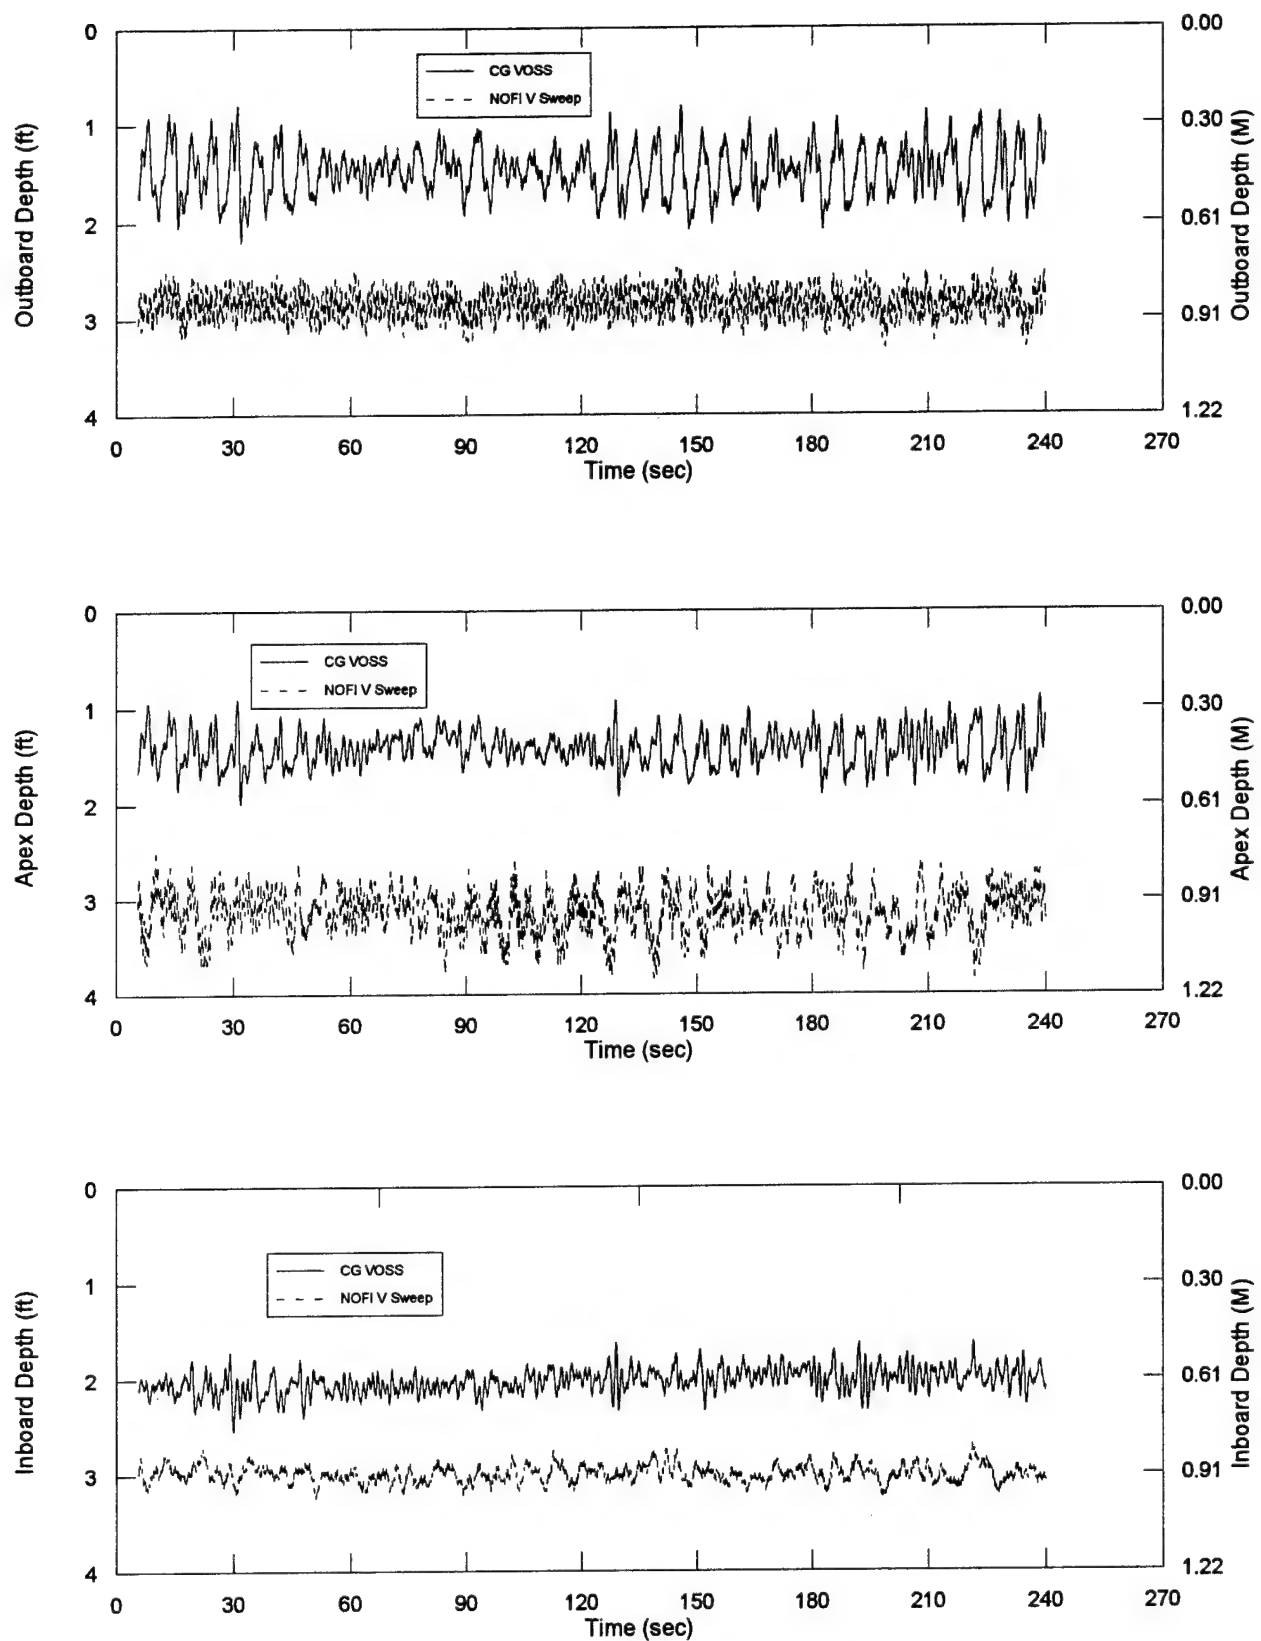 0
0.00
CG VOSS
NOFI V Sweep
1
0.30
2
0.61
3
0.91
4
1.22
Outboard Depth (ft)
Outboard Depth (M)
0 30 60 90 120 150 180 210 240 270
Time (sec)
0
0.00
CG VOSS
NOFI V Sweep
1
0.30
2
0.61
3
0.91
4
1.22
Apex Depth (ft)
Apex Depth (M)
0 30 60 90 120 150 180 210 240 270
Time (sec)
0
0.00
CG VOSS
NOFI V Sweep
1
0.30
2
0.61
3
0.91
4
1.22
Inboard Depth (ft)
Inboard Depth (M)
0 30 60 90 120 150 180 210 240 270
Time (sec)